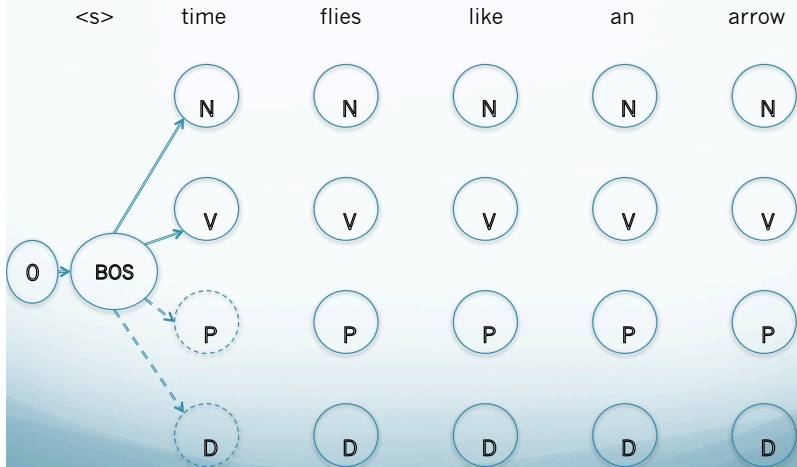 <s> time flies like an arrow
N N N N N
V V V V V
0 BOS
P P P P P
D D D D D